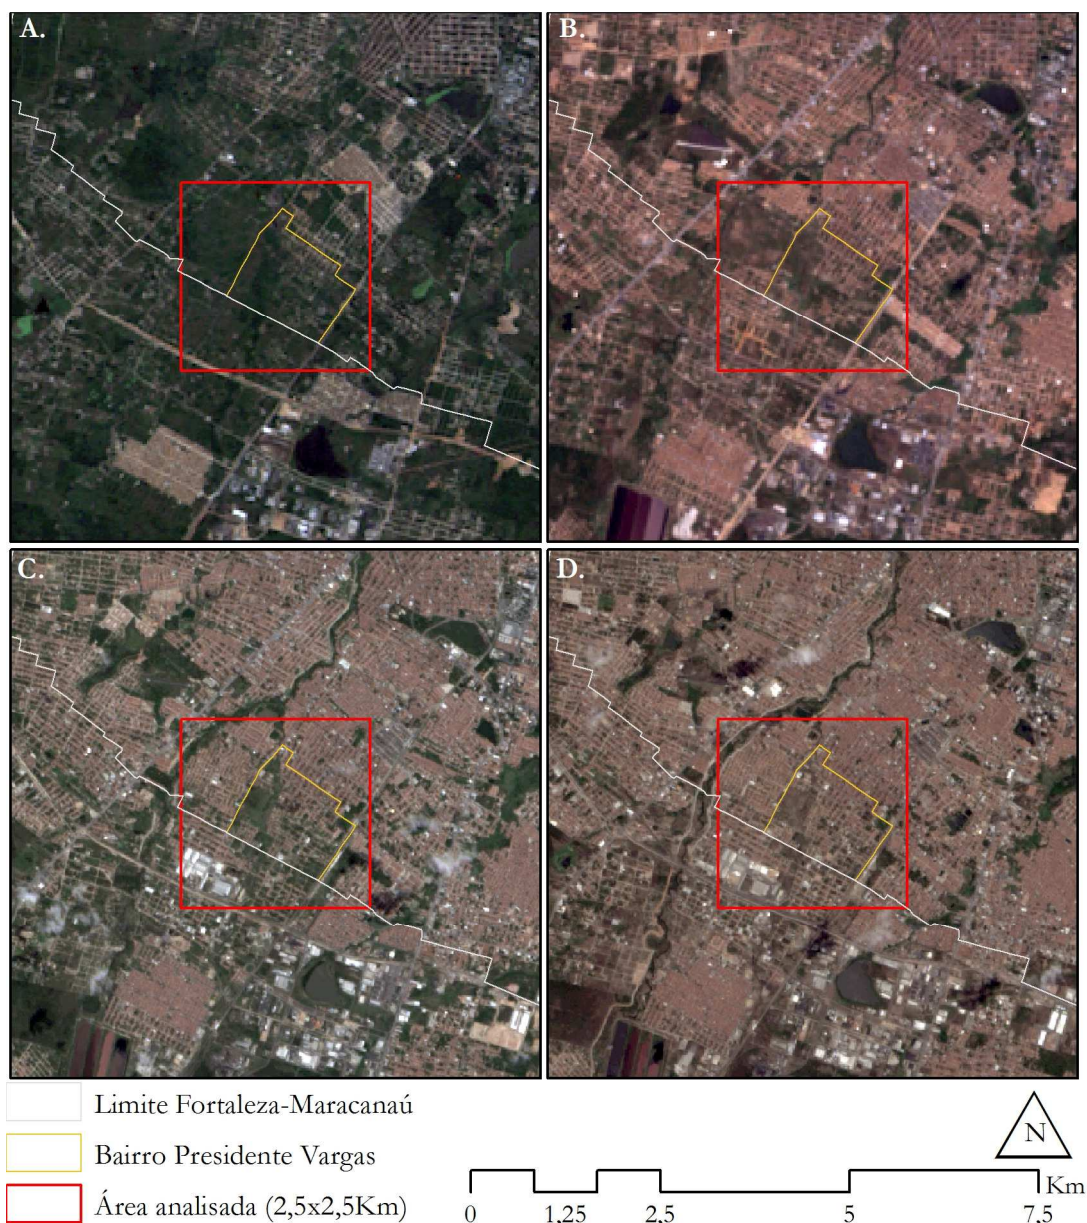 A.
B.
C.
D.
Limite Fortaleza-Maracanaú
Bairro Presidente Vargas
Área analisada (2,5x2,5Km)
N
Km
0 1,25 2,5 5 7,5